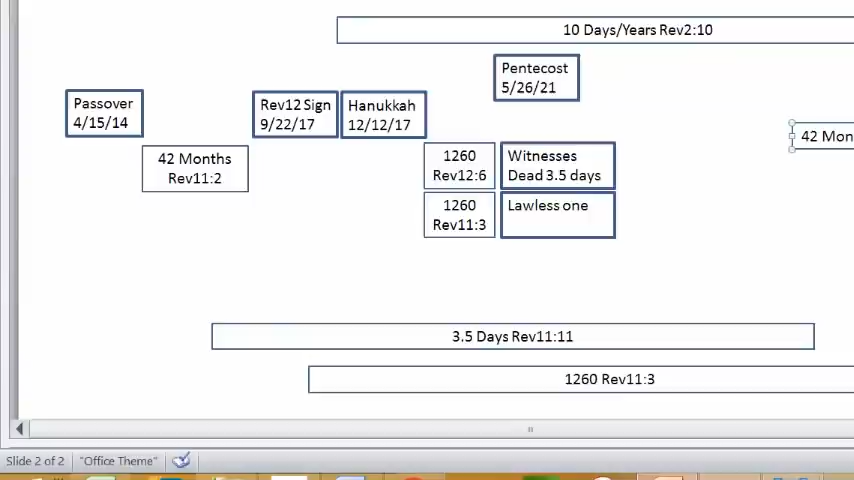 10 Days/Years Rev2:10
Pentecost
5/26/21
Passover
4/15/14
Rev12 Sign
9/22/17
Hanukkah
12/12/17
42 Mon
42 Months
Rev11:2
1260
Rev12:6
Witnesses
Dead 3.5 days
1260
Rev11:3
Lawless one
3.5 Days Rev11:11
1260 Rev11:3
Slide 2 of 2
"Office Theme"